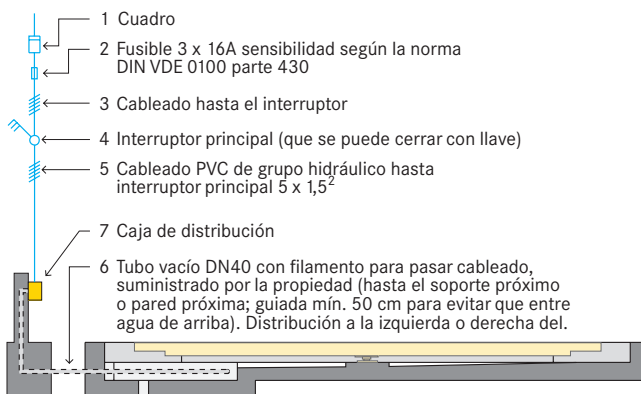 1 Cuadro
2 Fusible 3 x 16A sensibilidad según la norma
DIN VDE 0100 parte 430
3 Cableado hasta el interruptor
4 Interruptor principal (que se puede cerrar con llave)
5 Cableado PVC de grupo hidráulico hasta
interruptor principal 5 x 1,5²
7 Caja de distribución
6 Tubo vacío DN40 con filamento para pasar cableado,
suministrado por la propiedad (hasta el soporte próximo
o pared próxima; guiada mín. 50 cm para evitar que entre
agua de arriba). Distribución a la izquierda o derecha del.